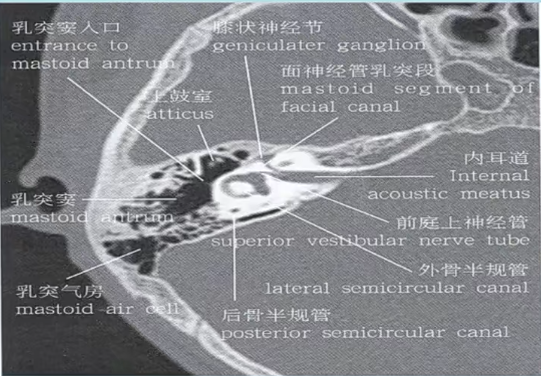 乳突窦入口
entrance to
mastoid antrum
膝状神经节
geniculater ganglion
面神经管乳突段
mastoid segment of
facial canal
上鼓室
atticus
内耳道
Internal
acoustic meatus
乳突窦
mastoid antrum
前庭上神经管
superior vestibular nerve tube
外骨半规管
lateral semicircular canal
乳突气房
mastoid air cell
后骨半规管
posterior semicircular canal